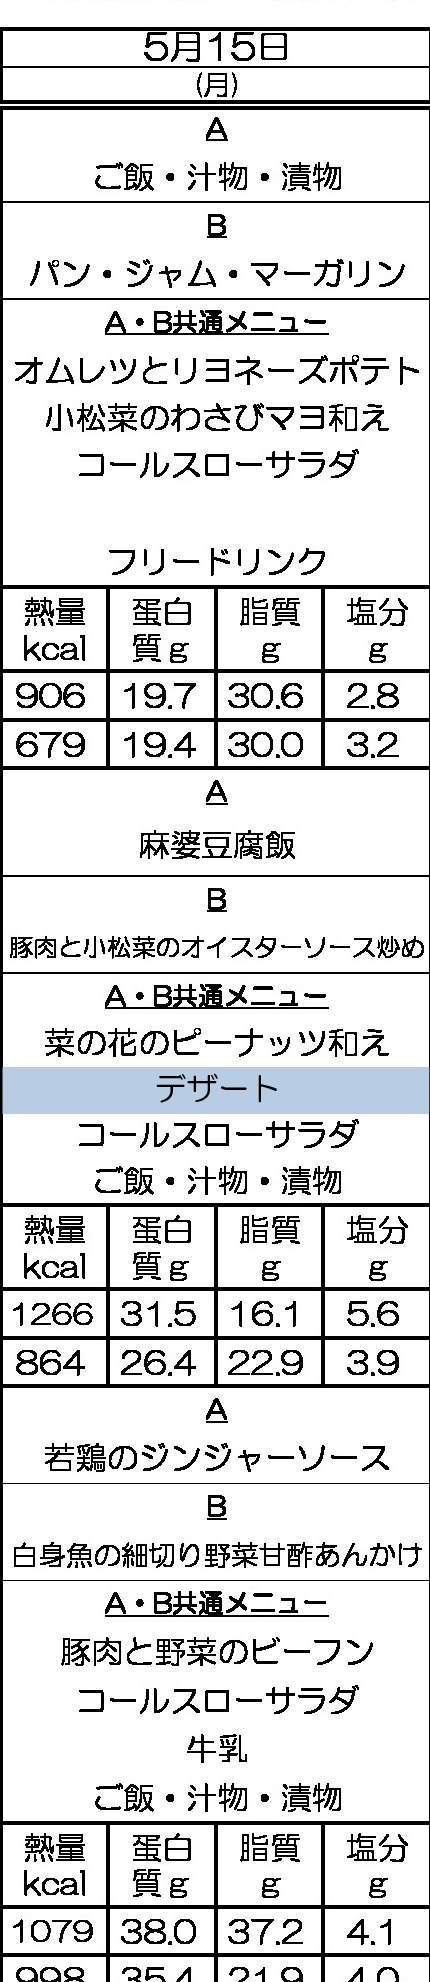 5月15日
(月)
A
ご飯・汁物・漬物
B
パン・ジャム・マーガリン
A・B共通メニュー
オムレツとリヨネーズポテト
小松菜のわさびマヨ和え
コールスローサラダ
フリードリンク
熱量 蛋白 脂質 塩分
kcal 質g g g
906 19.7 30.6 2.8
679 19.4 30.0 3.2
A
麻婆豆腐飯
B
豚肉と小松菜のオイスターソース炒め
A・B共通メニュー
菜の花のピーナッツ和え
デザート
コールスローサラダ
ご飯・汁物・漬物
熱量 蛋白 脂質 塩分
kcal 質g g g
1266 31.5 16.1 5.6
864 26.4 22.9 3.9
A
若鶏のジンジャーソース
B
白身魚の細切り野菜甘酢あんかけ
A・B共通メニュー
豚肉と野菜のビーフン
コールスローサラダ
牛乳
ご飯・汁物・漬物
熱量 蛋白 脂質 塩分
kcal 質g g g
1079 38.0 37.2 4.1
998 35.4 21.9 4.0